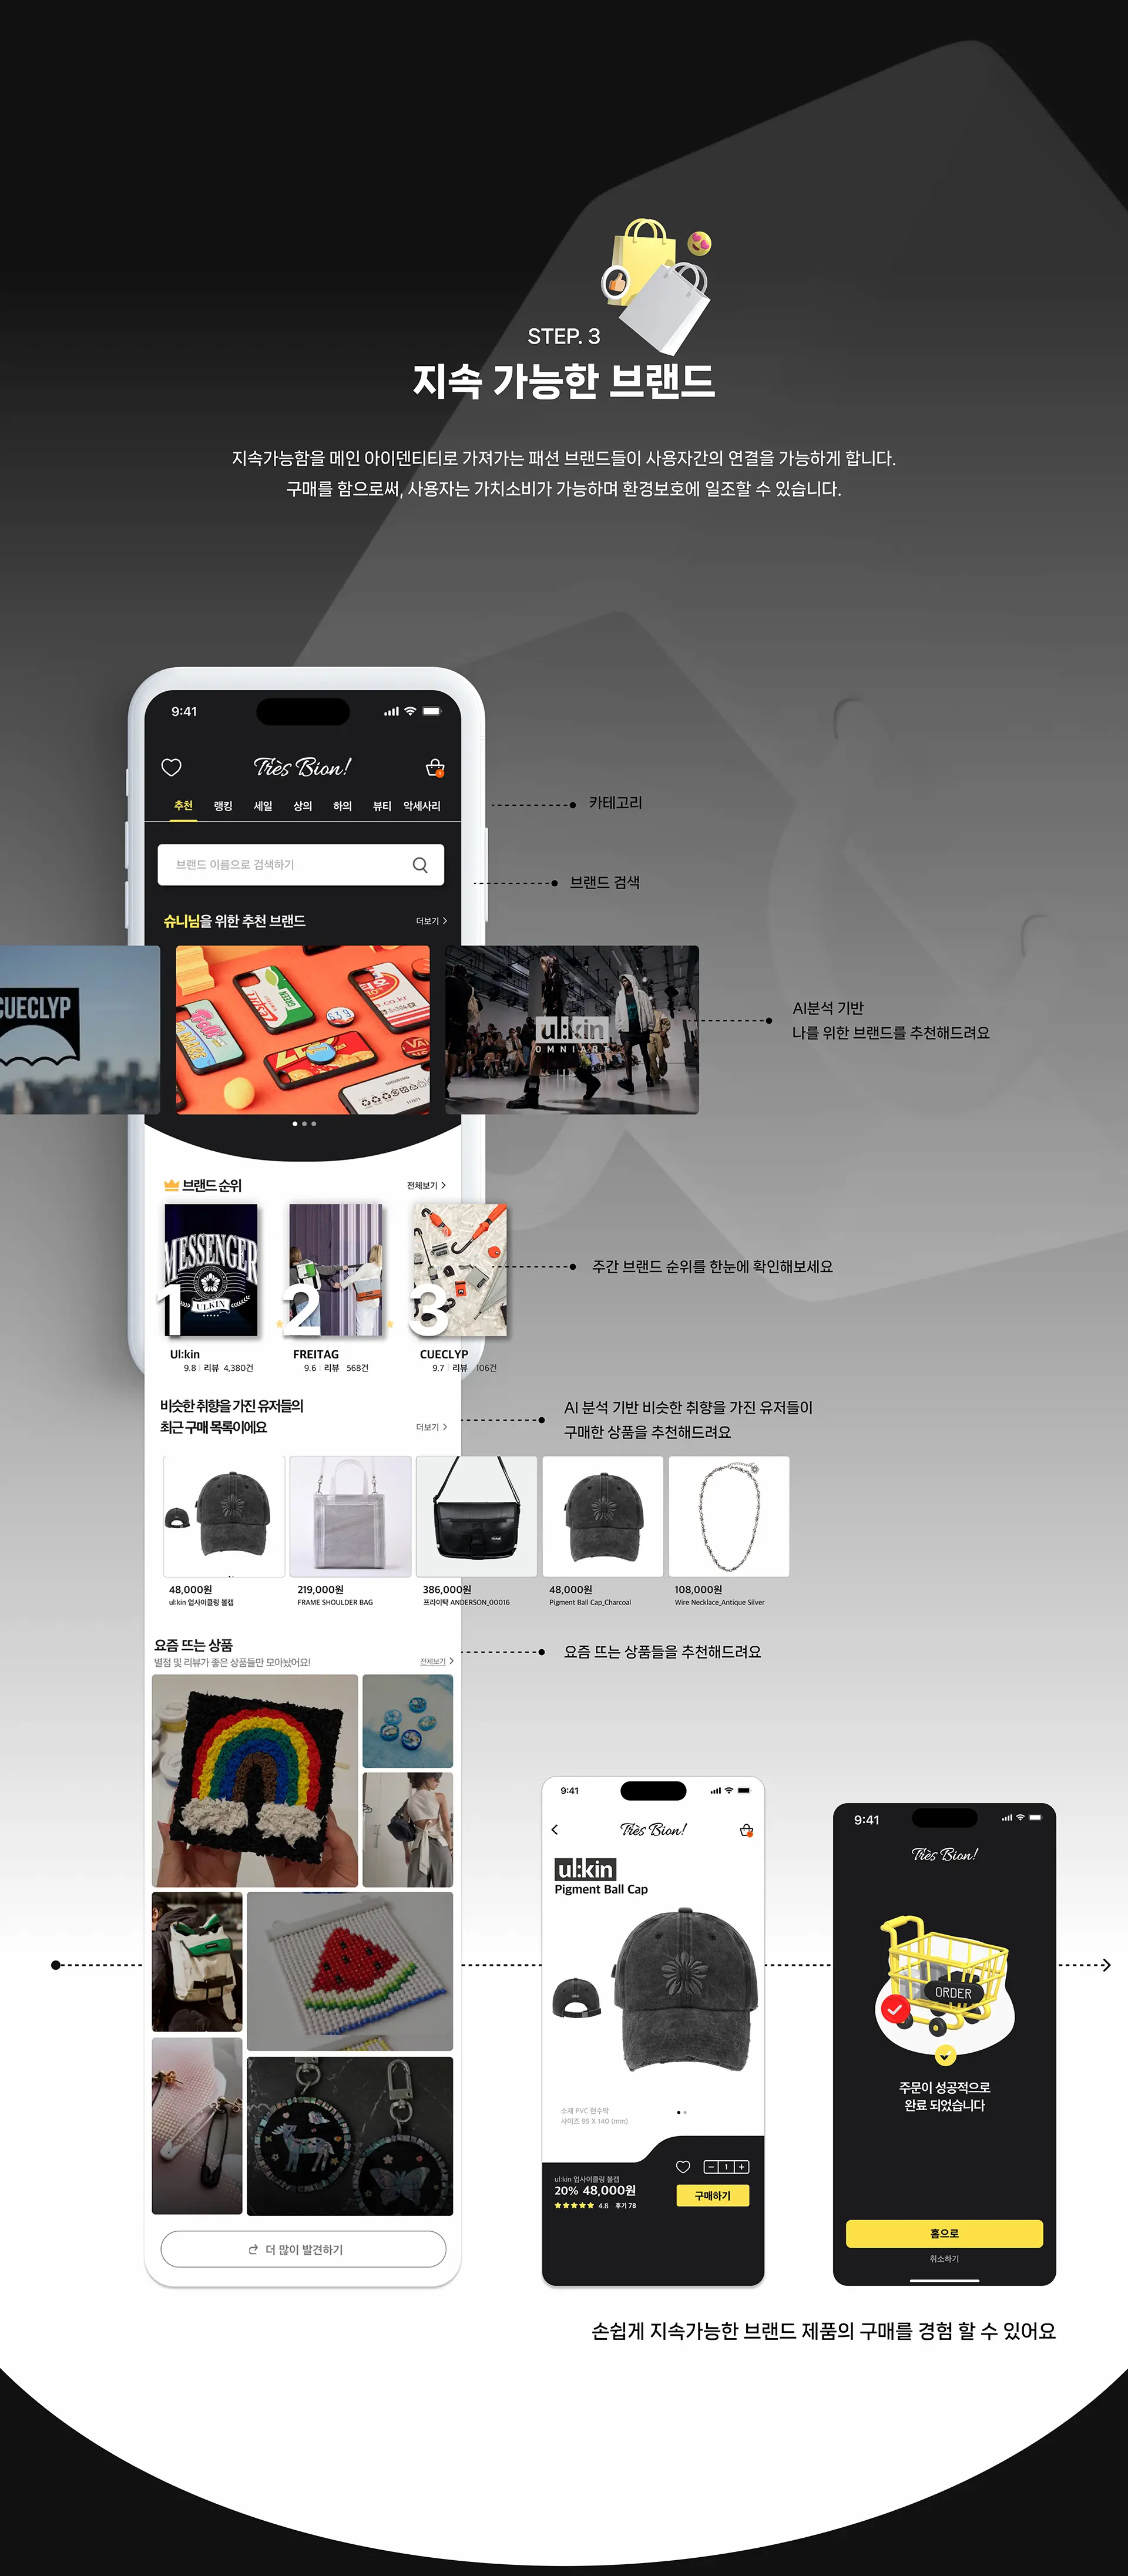 STEP. 3
지속 가능한 브랜드
지속가능함을 메인 아이덴티티로 가져가는 패션 브랜드들이 사용자간의 연결을 가능하게 합니다.
구매를 함으로써, 사용자는 가치소비가 가능하며 환경보호에 일조할 수 있습니다.
9:41
Très Bion!
1
추천 랭킹 세일 상의 하의 뷰티 악세사리
카테고리
브랜드 이름으로 검색하기
브랜드 검색
슈니님을 위한 추천 브랜드
더보기 >
CUECLYP
ul:kin
AI분석 기반
나를 위한 브랜드를 추천해드려요
브랜드 순위
전체보기 >
MESSENGER
ULKIN
1
2
3
주간 브랜드 순위를 한눈에 확인해보세요
Ul:kin
9.8 | 리뷰 4,380건
FREITAG
9.6 | 리뷰 568건
CUECLYP
9.7 | 리뷰 106건
비슷한 취향을 가진 유저들의
최근 구매 목록이에요
더보기 >
AI 분석 기반 비슷한 취향을 가진 유저들이
구매한 상품을 추천해드려요
48,000원
ul:kin 업사이클링 볼캡
219,000원
FRAME SHOULDER BAG
386,000원
프라이탁 ANDERSON_00016
48,000원
Pigment Ball Cap_Charcoal
108,000원
Wire Necklace_Antique Silver
요즘 뜨는 상품
별점 및 리뷰가 좋은 상품들만 모아놨어요!
전체보기 >
요즘 뜨는 상품들을 추천해드려요
더 많이 발견하기
9:41
Très Bion!
ul:kin
Pigment Ball Cap
소재 PVC 현수막
사이즈 95 X 140 (mm)
− 1 +
ul:kin 업사이클링 볼캡
20% 48,000원
4.8 후기 78
구매하기
9:41
Très Bion!
ORDER
주문이 성공적으로
완료 되었습니다
홈으로
취소하기
손쉽게 지속가능한 브랜드 제품의 구매를 경험 할 수 있어요